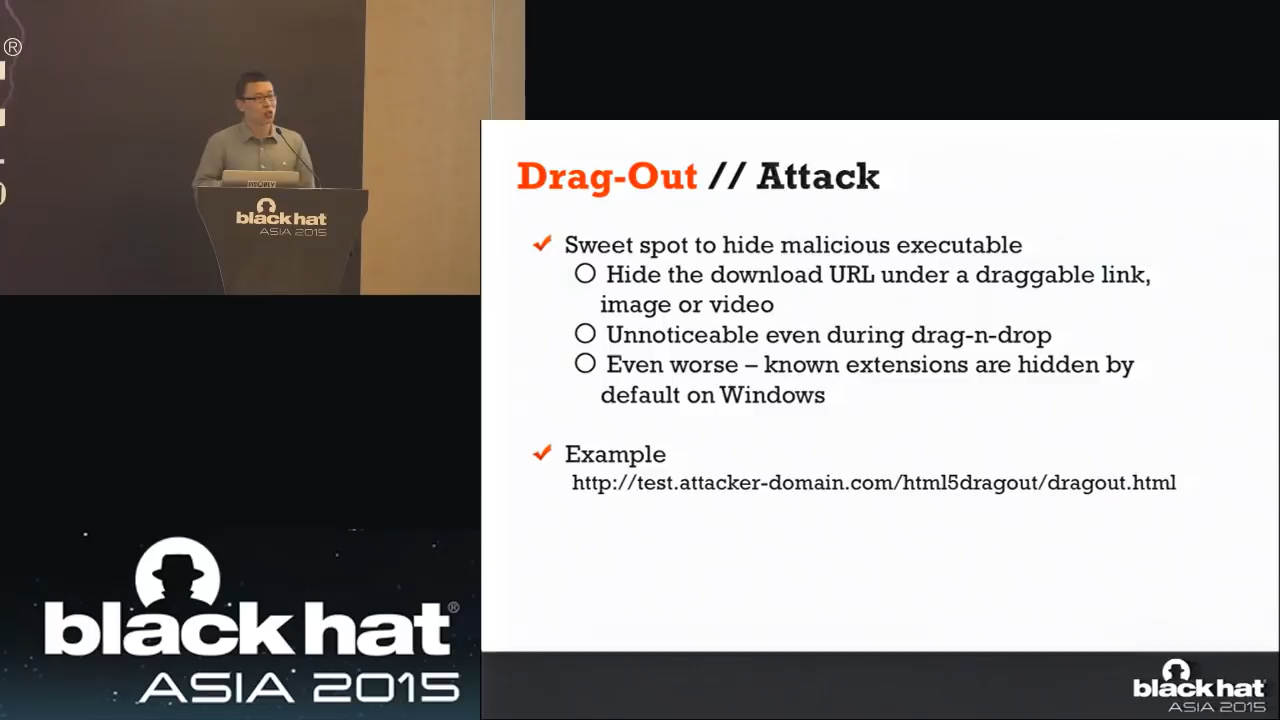 ®
black hat
ASIA 2015
Drag-Out // Attack
Sweet spot to hide malicious executable
Hide the download URL under a draggable link,
image or video
Unnoticeable even during drag-n-drop
Even worse – known extensions are hidden by
default on Windows
Example
http://test.attacker-domain.com/html5dragout/dragout.html
black hat®
ASIA 2015
black hat
ASIA 2015